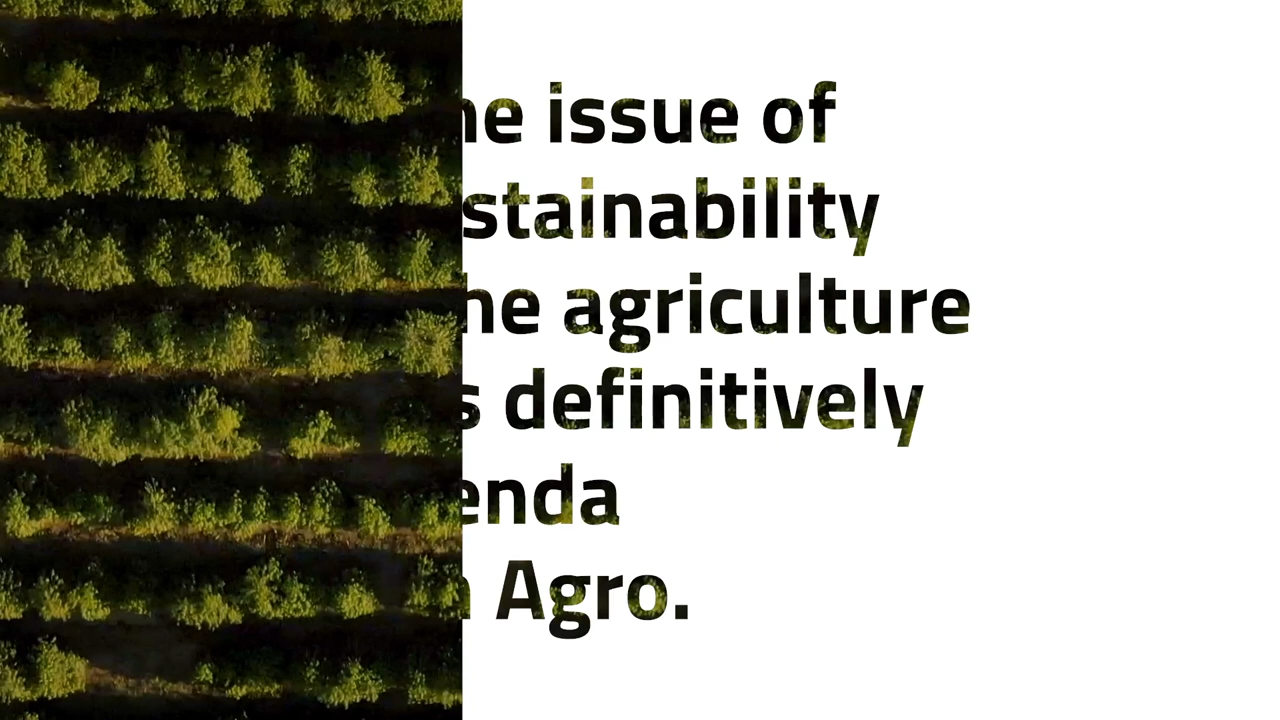 he issue of
stainability
he agriculture
s definitively
enda
Agro.